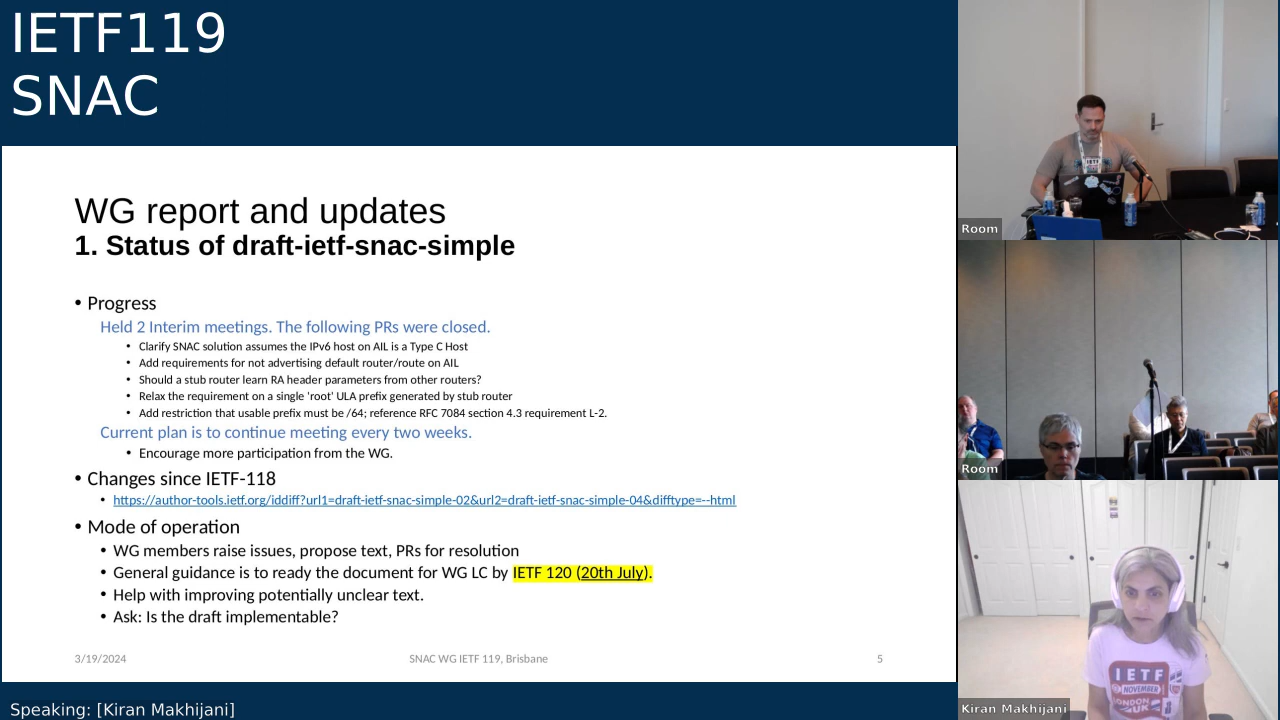 IETF119
SNAC
WG report and updates
1. Status of draft-ietf-snac-simple
• Progress
Held 2 Interim meetings. The following PRs were closed.
• Clarify SNAC solution assumes the IPv6 host on AIL is a Type C Host
• Add requirements for not advertising default router/route on AIL
• Should a stub router learn RA header parameters from other routers?
• Relax the requirement on a single 'root' ULA prefix generated by stub router
• Add restriction that usable prefix must be /64; reference RFC 7084 section 4.3 requirement L-2.
Current plan is to continue meeting every two weeks.
• Encourage more participation from the WG.
• Changes since IETF-118
• https://author-tools.ietf.org/iddiff?url1=draft-ietf-snac-simple-02&url2=draft-ietf-snac-simple-04&difftype=--html
• Mode of operation
• WG members raise issues, propose text, PRs for resolution
• General guidance is to ready the document for WG LC by IETF 120 (20th July).
• Help with improving potentially unclear text.
• Ask: Is the draft implementable?
3/19/2024
SNAC WG IETF 119, Brisbane
5
Speaking: [Kiran Makhijani]
Room
Room
IETF
NOVEMBER
LONDON
UK
Kiran Makhijani